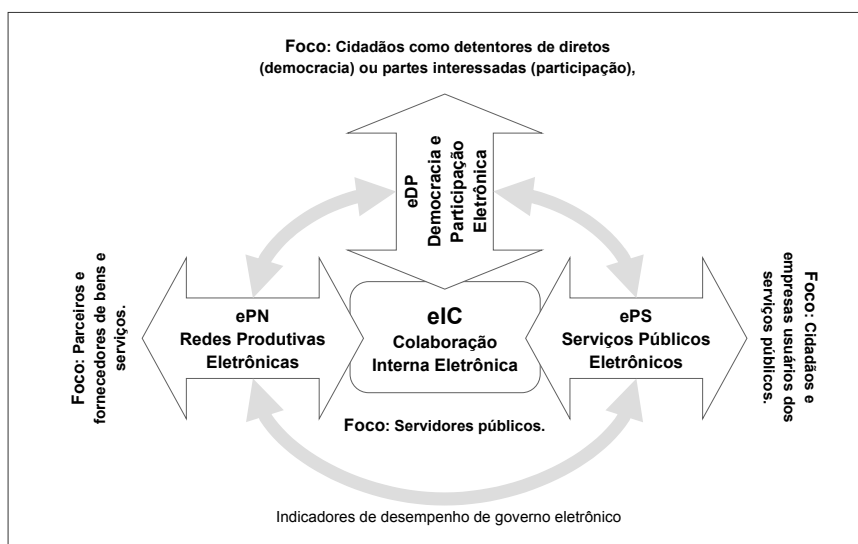 Foco: Cidadãos como detentores de diretos
(democracia) ou partes interessadas (participação),
eDP
Democracia e
Participação
Eletrônica
Foco: Parceiros e
fornecedores de bens e
serviços.
ePN
Redes Produtivas
Eletrônicas
eIC
Colaboração
Interna Eletrônica
ePS
Serviços Públicos
Eletrônicos
Foco: Cidadãos e
empresas usuários dos
serviços públicos.
Foco: Servidores públicos.
Indicadores de desempenho de governo eletrônico